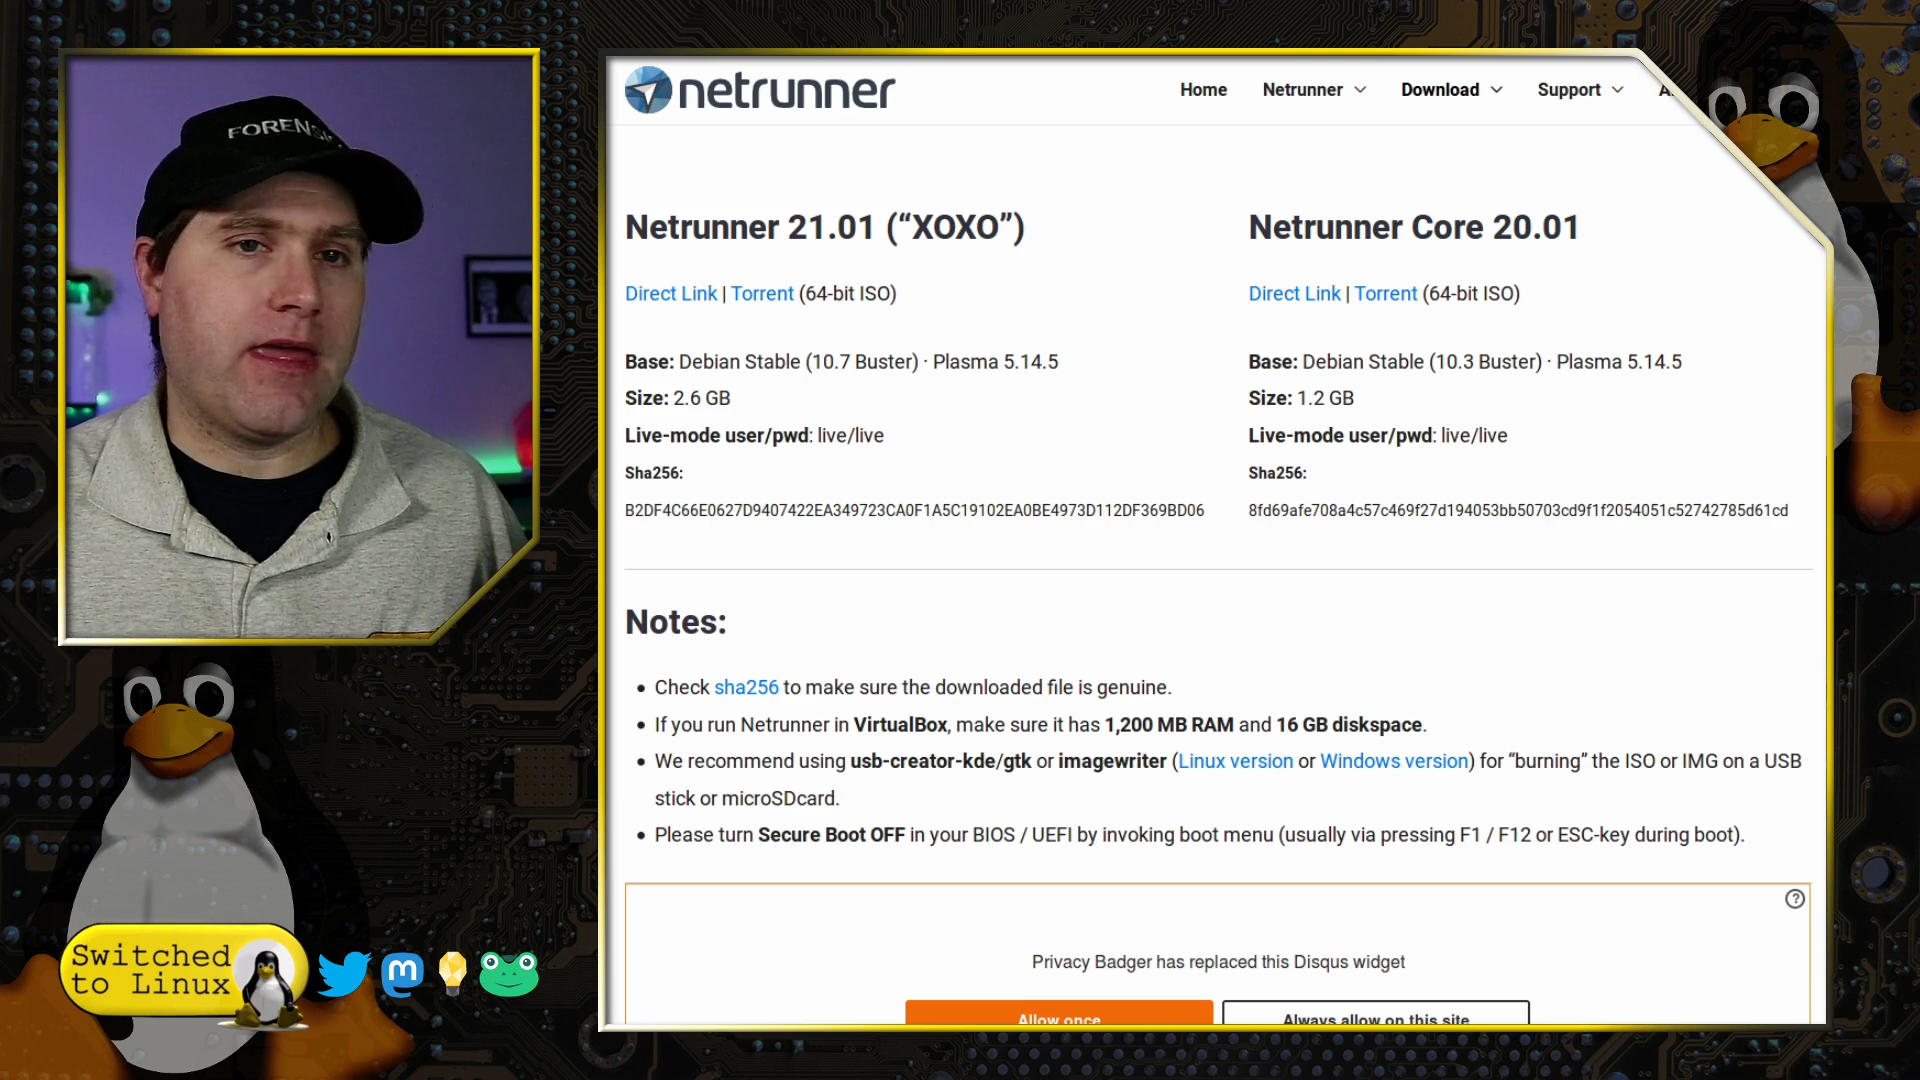 FORENSI
netrunner
Home
Netrunner
Download
Support
A
Netrunner 21.01 (“XOXO”)
Direct Link | Torrent (64-bit ISO)
Base: Debian Stable (10.7 Buster) · Plasma 5.14.5
Size: 2.6 GB
Live-mode user/pwd: live/live
Sha256:
B2DF4C66E0627D9407422EA349723CA0F1A5C19102EA0BE4973D112DF369BD06
Netrunner Core 20.01
Direct Link | Torrent (64-bit ISO)
Base: Debian Stable (10.3 Buster) · Plasma 5.14.5
Size: 1.2 GB
Live-mode user/pwd: live/live
Sha256:
8fd69afe708a4c57c469f27d194053bb50703cd9f1f2054051c52742785d61cd
Notes:
Check sha256 to make sure the downloaded file is genuine.
If you run Netrunner in VirtualBox, make sure it has 1,200 MB RAM and 16 GB diskspace.
We recommend using usb-creator-kde/gtk or imagewriter (Linux version or Windows version) for “burning” the ISO or IMG on a USB
stick or microSDcard.
Please turn Secure Boot OFF in your BIOS / UEFI by invoking boot menu (usually via pressing F1 / F12 or ESC-key during boot).
Privacy Badger has replaced this Disqus widget
Allow once
Always allow on this site
Switched
to Linux